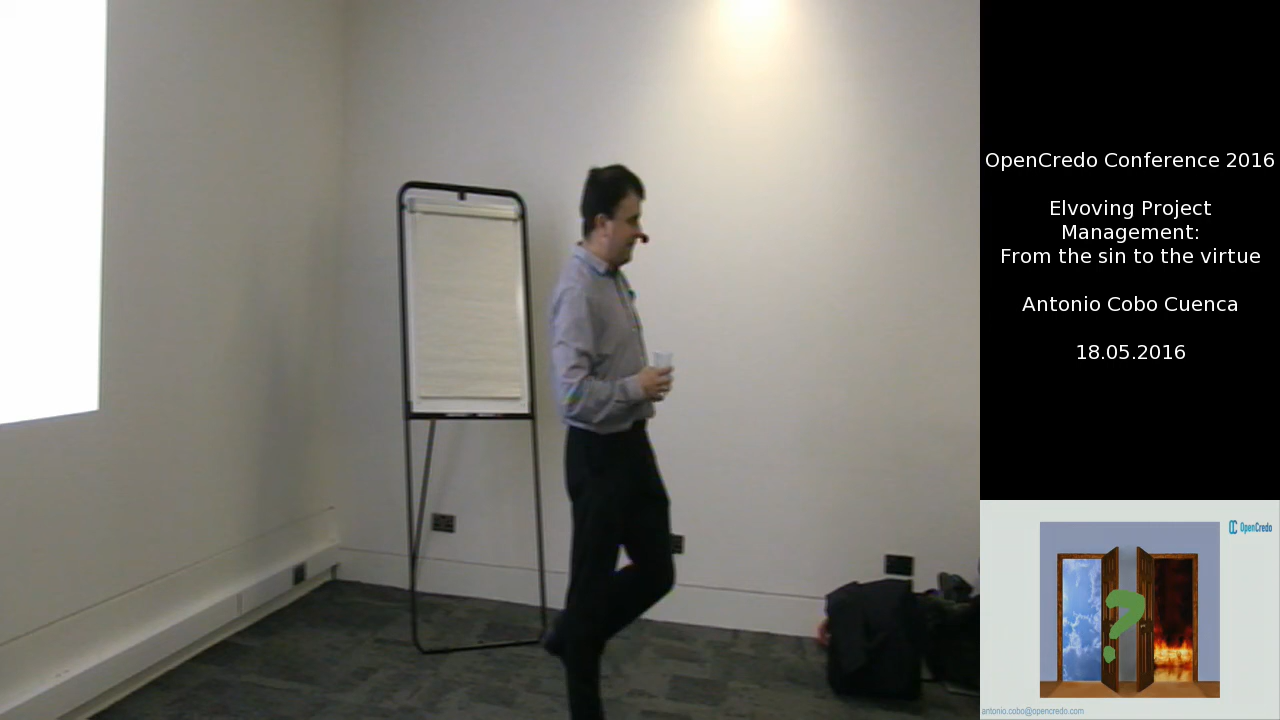 OpenCredo Conference 2016
Elvoving Project
Management:
From the sin to the virtue
Antonio Cobo Cuenca
18.05.2016
OC OpenCredo
?
antonio.cobo@opencredo.com